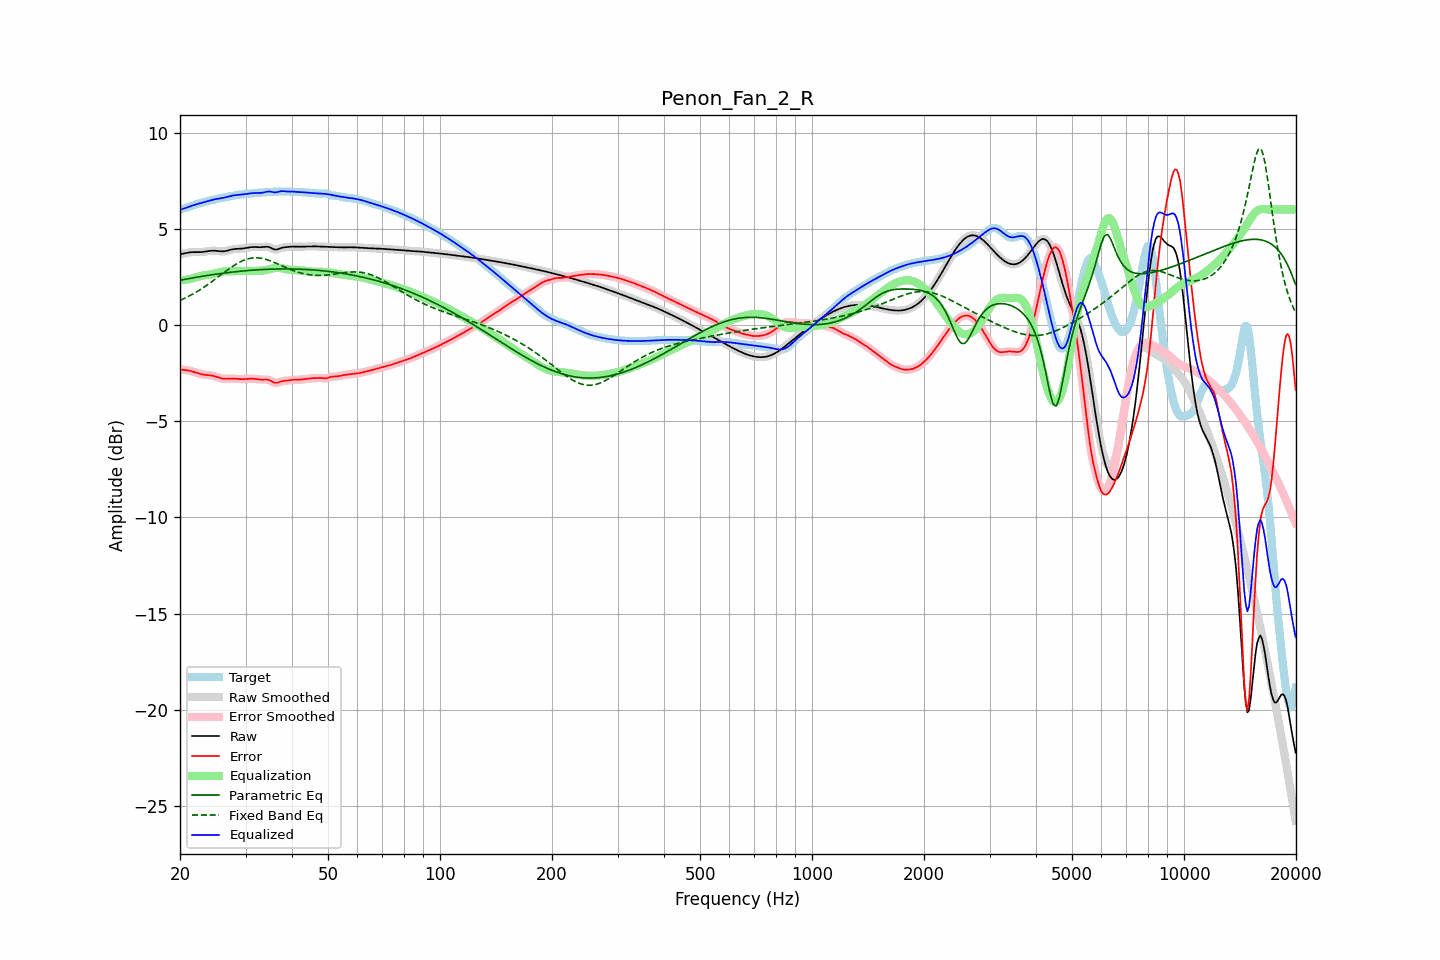 Penon_Fan_2_R
10
5
0
−5
−10
−15
−20
−25
Amplitude (dBr)
20
50
100
200
500
1000
2000
5000
10000
20000
Frequency (Hz)
Target
Raw Smoothed
Error Smoothed
Raw
Error
Equalization
Parametric Eq
Fixed Band Eq
Equalized